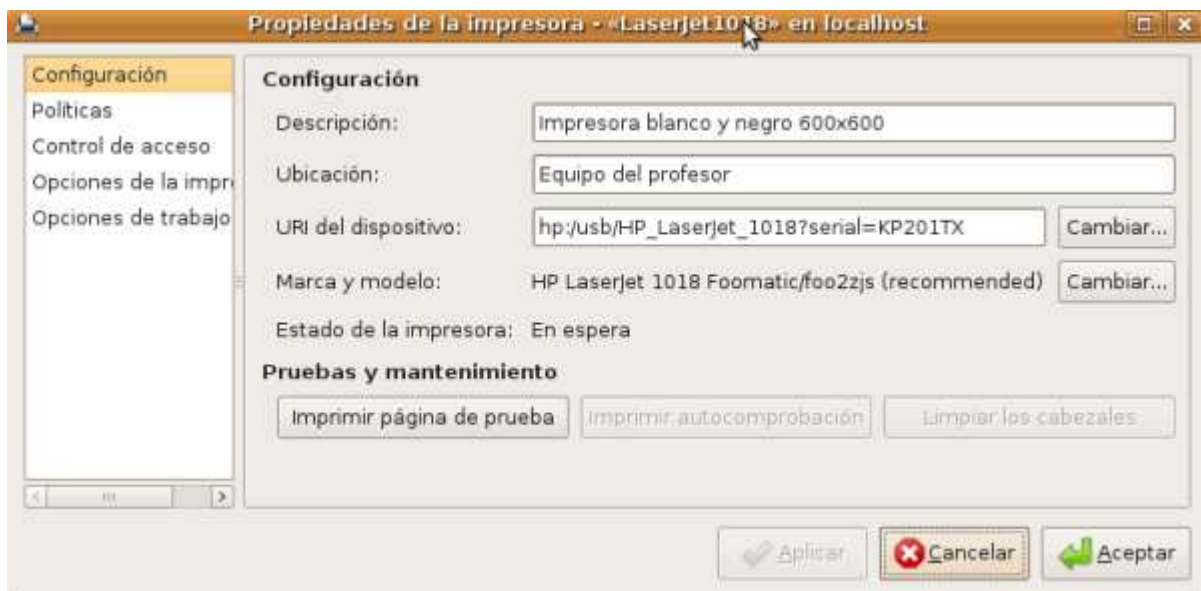 Propiedades de la impresora - «LaserJet1018» en localhost
Configuración
Políticas
Control de acceso
Opciones de la impr
Opciones de trabajo
Configuración
Descripción: Impresora blanco y negro 600x600
Ubicación: Equipo del profesor
URI del dispositivo: hp:/usb/HP_LaserJet_1018?serial=KP201TX Cambiar...
Marca y modelo: HP LaserJet 1018 Foomatic/foo2zjs (recommended) Cambiar...
Estado de la impresora: En espera
Pruebas y mantenimiento
Imprimir página de prueba Imprimir autocomprobación Limpiar los cabezales
Aplicar Cancelar Aceptar